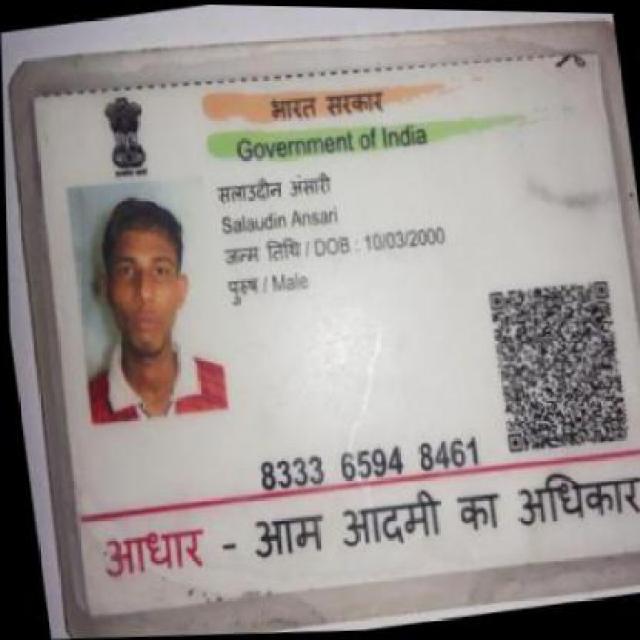 भारत सरकार
Government of India
सलाउदीन अंसारी
Salaudin Ansari
जन्म तिथि / DOB : 10/03/2000
पुरुष / Male
8333 6594 8461
आधार - आम आदमी का अधिकार